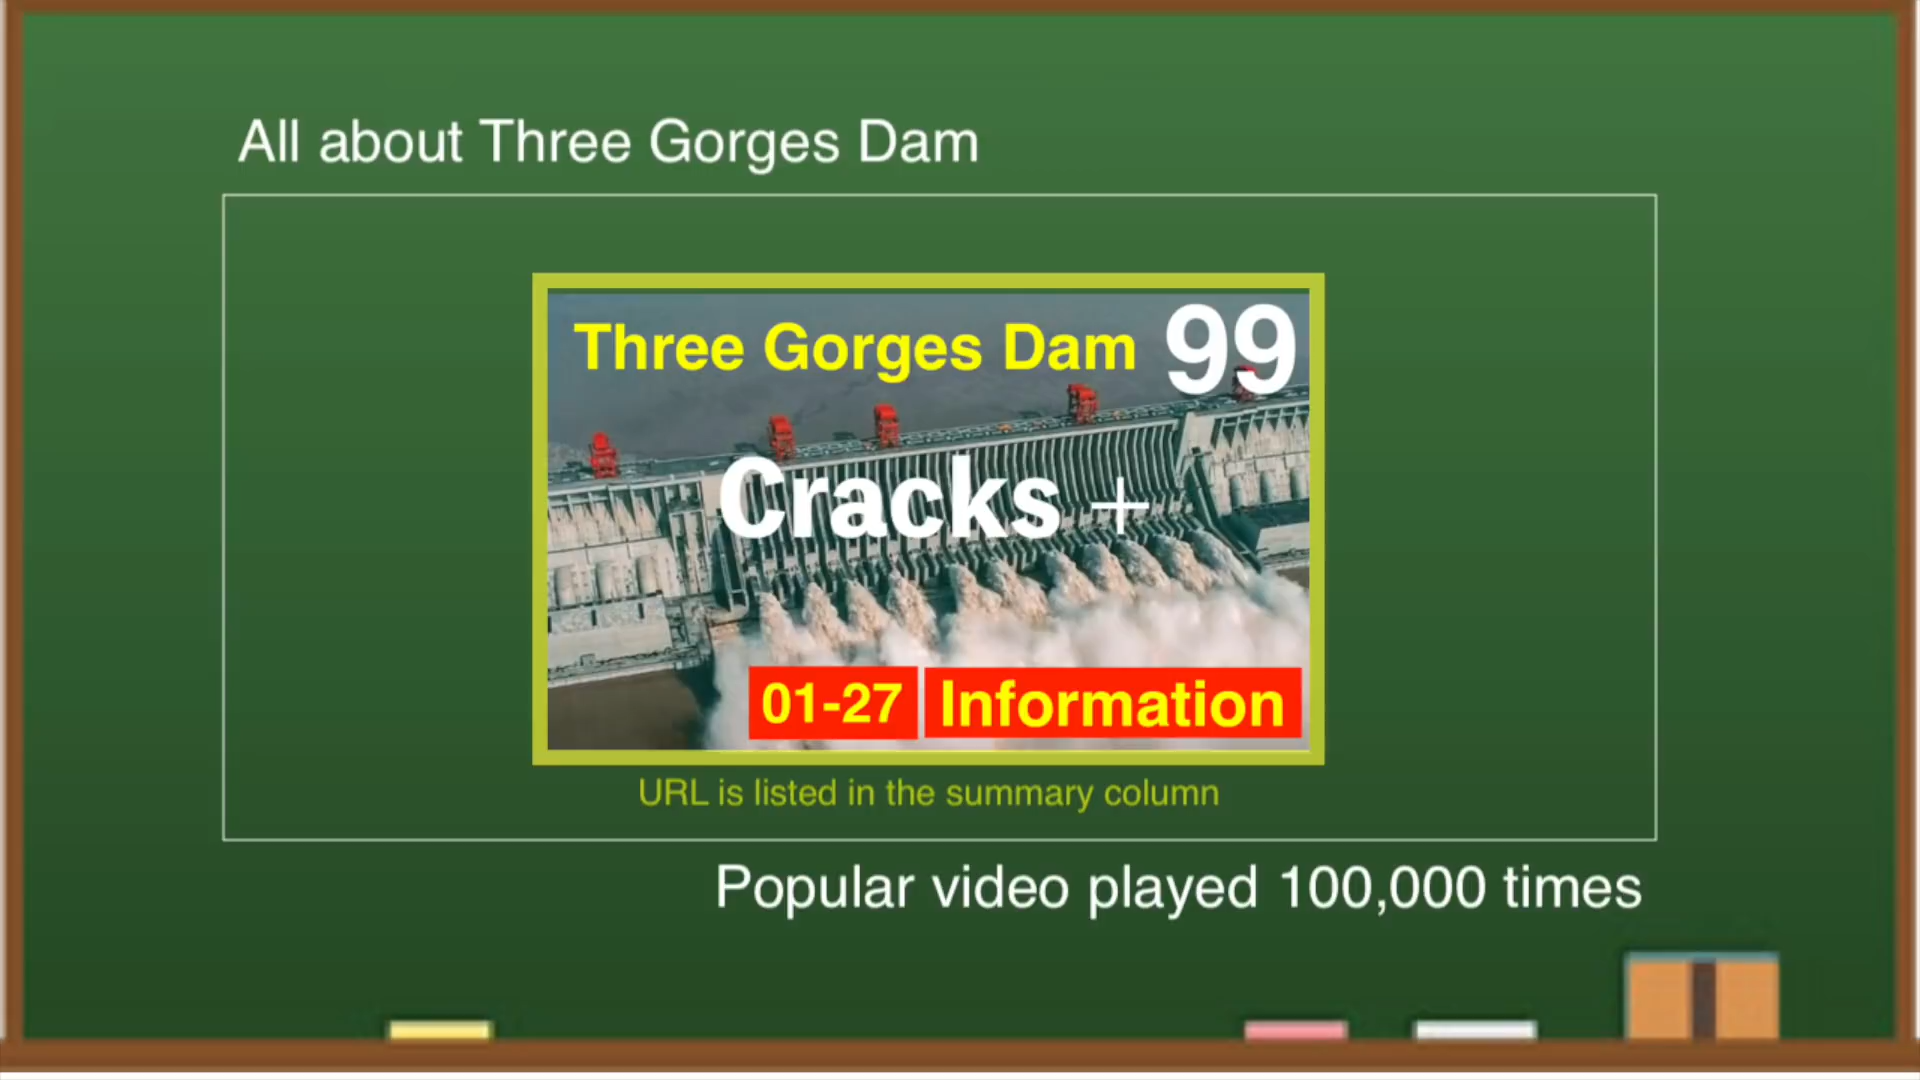 All about Three Gorges Dam
Three Gorges Dam 99
Cracks +
01-27 Information
URL is listed in the summary column
Popular video played 100,000 times